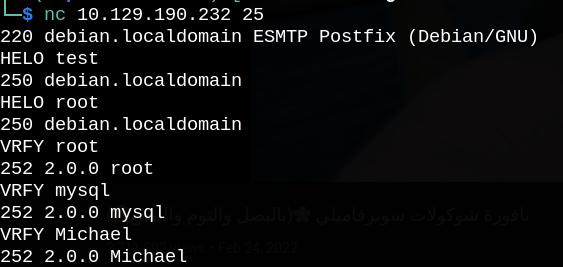 $ nc 10.129.190.232 25
220 debian.localdomain ESMTP Postfix (Debian/GNU)
HELO test
250 debian.localdomain
HELO root
250 debian.localdomain
VRFY root
252 2.0.0 root
VRFY mysql
252 2.0.0 mysql
VRFY Michael
252 2.0.0 Michael